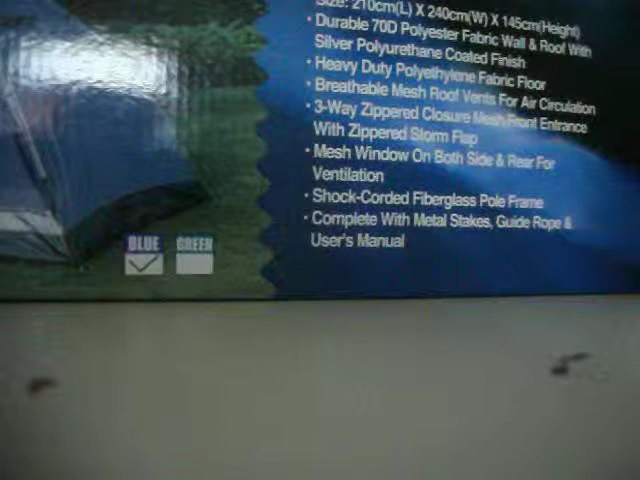 Size: 210cm(L) X 240cm(W) X 145cm(Height)
• Durable 70D Polyester Fabric Wall & Roof With
Silver Polyurethane Coated Finish
• Heavy Duty Polyethylene Fabric Floor
• Breathable Mesh Roof Vents For Air Circulation
• 3-Way Zippered Closure Mesh Front Entrance
With Zippered Storm Flap
• Mesh Window On Both Side & Rear For
Ventilation
• Shock-Corded Fiberglass Pole Frame
• Complete With Metal Stakes, Guide Rope &
User's Manual
BLUE GREEN